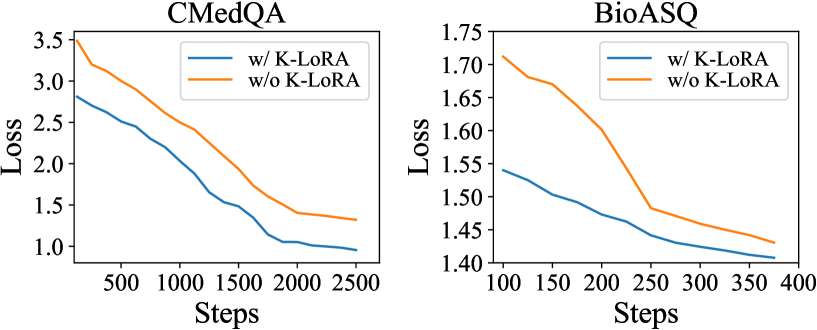 CMedQA
3.5
3.0
2.5
2.0
1.5
1.0
Loss
w/ K-LoRA
w/o K-LoRA
500 1000 1500 2000 2500
Steps
BioASQ
1.75
1.70
1.65
1.60
1.55
1.50
1.45
1.40
Loss
w/ K-LoRA
w/o K-LoRA
100 150 200 250 300 350 400
Steps